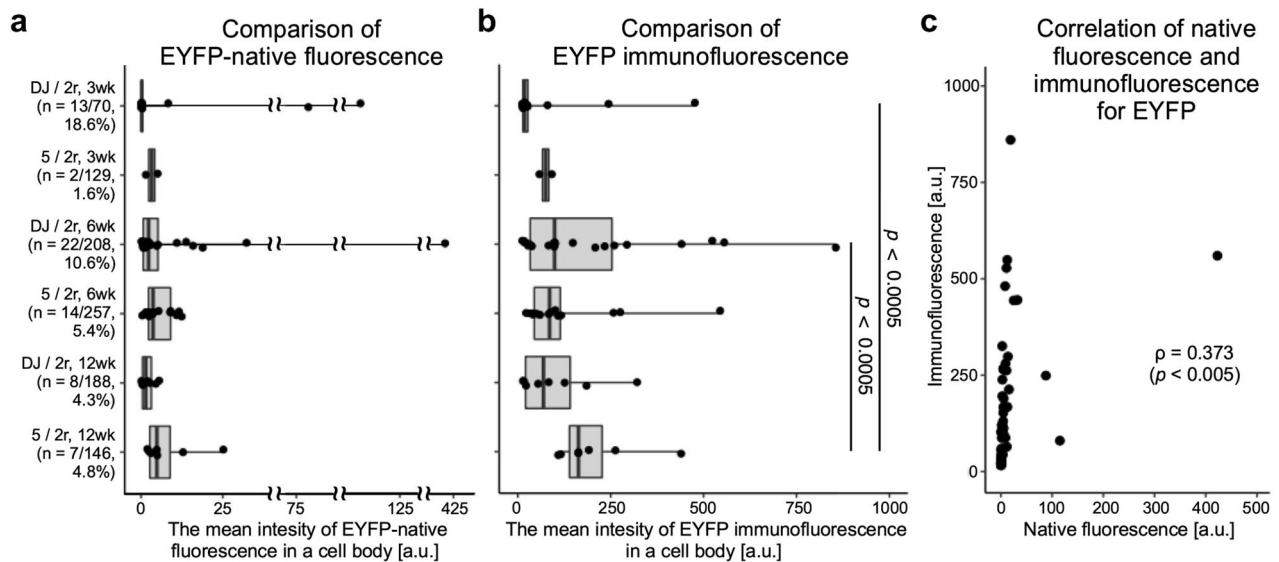 a
Comparison of
EYFP-native fluorescence
DJ / 2r, 3wk
(n = 13/70,
18.6%)
5 / 2r, 3wk
(n = 2/129,
1.6%)
DJ / 2r, 6wk
(n = 22/208,
10.6%)
5 / 2r, 6wk
(n = 14/257,
5.4%)
DJ / 2r, 12wk
(n = 8/188,
4.3%)
5 / 2r, 12wk
(n = 7/146,
4.8%)
0 25 75 125 425
The mean intesity of EYFP-native
fluorescence in a cell body [a.u.]
b
Comparison of
EYFP immunofluorescence
p < 0.0005
p < 0.0005
0 250 500 750 1000
The mean intesity of EYFP immunofluorescence
in a cell body [a.u.]
c
Correlation of native
fluorescence and
immunofluorescence
for EYFP
Immunofluorescence [a.u.]
1000
750
500
250
0
ρ = 0.373
(p < 0.005)
0 100 200 300 400 500
Native fluorescence [a.u.]